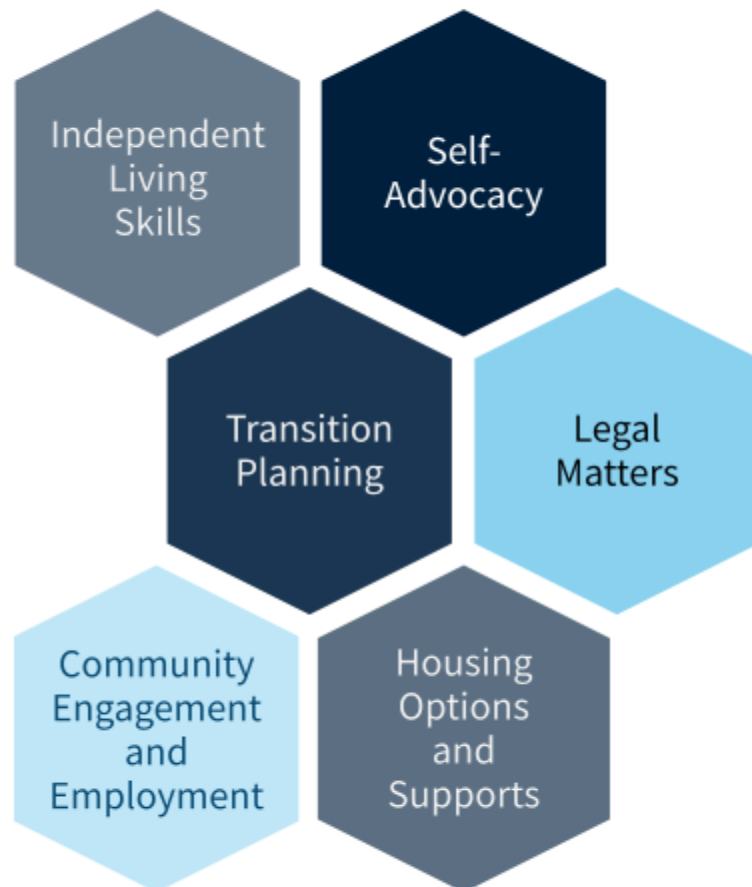 Independent
Living
Skills
Self-
Advocacy
Transition
Planning
Legal
Matters
Community
Engagement
and
Employment
Housing
Options
and
Supports